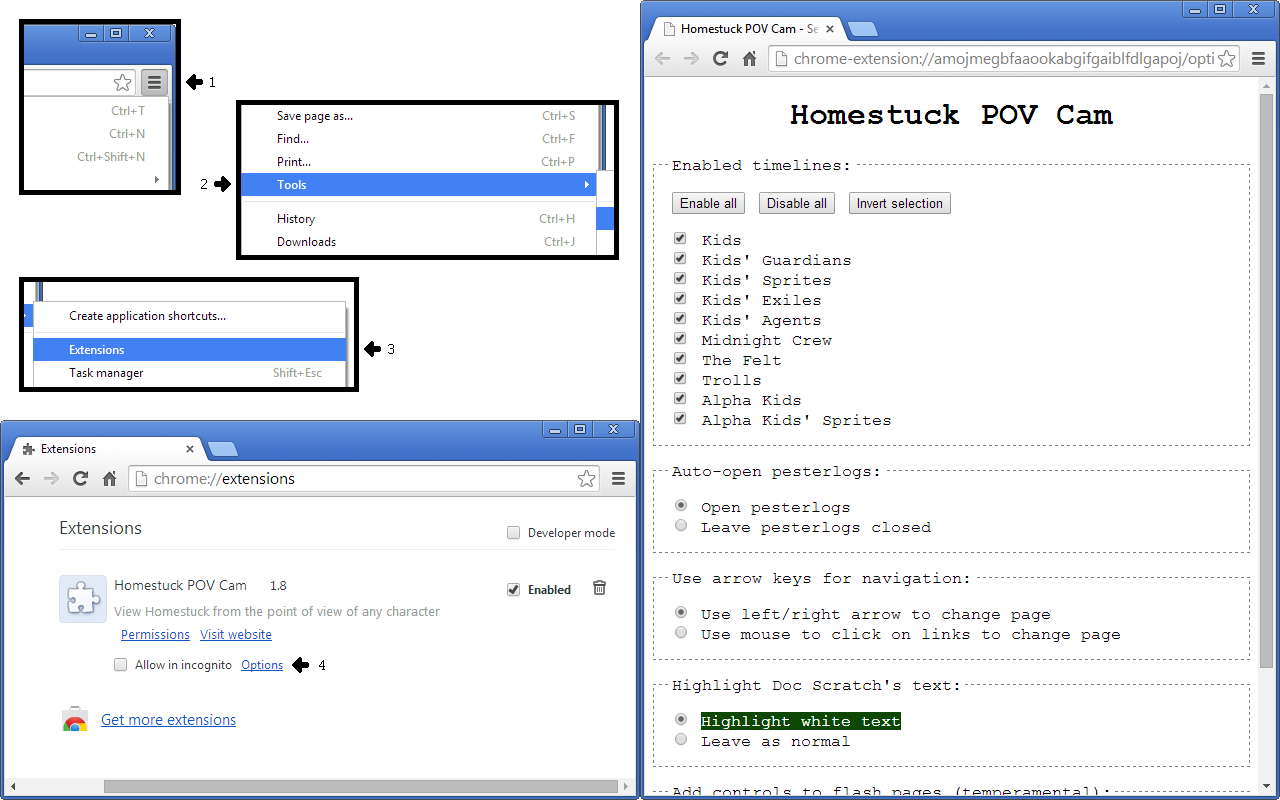 1
Ctrl+T
Ctrl+N
Ctrl+Shift+N
Save page as... Ctrl+S
Find... Ctrl+F
Print... Ctrl+P
2 Tools
History Ctrl+H
Downloads Ctrl+J
Create application shortcuts...
Extensions 3
Task manager Shift+Esc
Extensions
chrome://extensions
Extensions
Developer mode
Homestuck POV Cam 1.8 Enabled
View Homestuck from the point of view of any character
Permissions Visit website
Allow in incognito Options 4
Get more extensions
Homestuck POV Cam - Se
chrome-extension://amojmegbfaaookabgifgaiblfdlgapoj/opti
Homestuck POV Cam
Enabled timelines:
Enable all Disable all Invert selection
Kids
Kids' Guardians
Kids' Sprites
Kids' Exiles
Kids' Agents
Midnight Crew
The Felt
Trolls
Alpha Kids
Alpha Kids' Sprites
Auto-open pesterlogs:
Open pesterlogs
Leave pesterlogs closed
Use arrow keys for navigation:
Use left/right arrow to change page
Use mouse to click on links to change page
Highlight Doc Scratch's text:
Highlight white text
Leave as normal
Add controls to flash pages (temperamental):